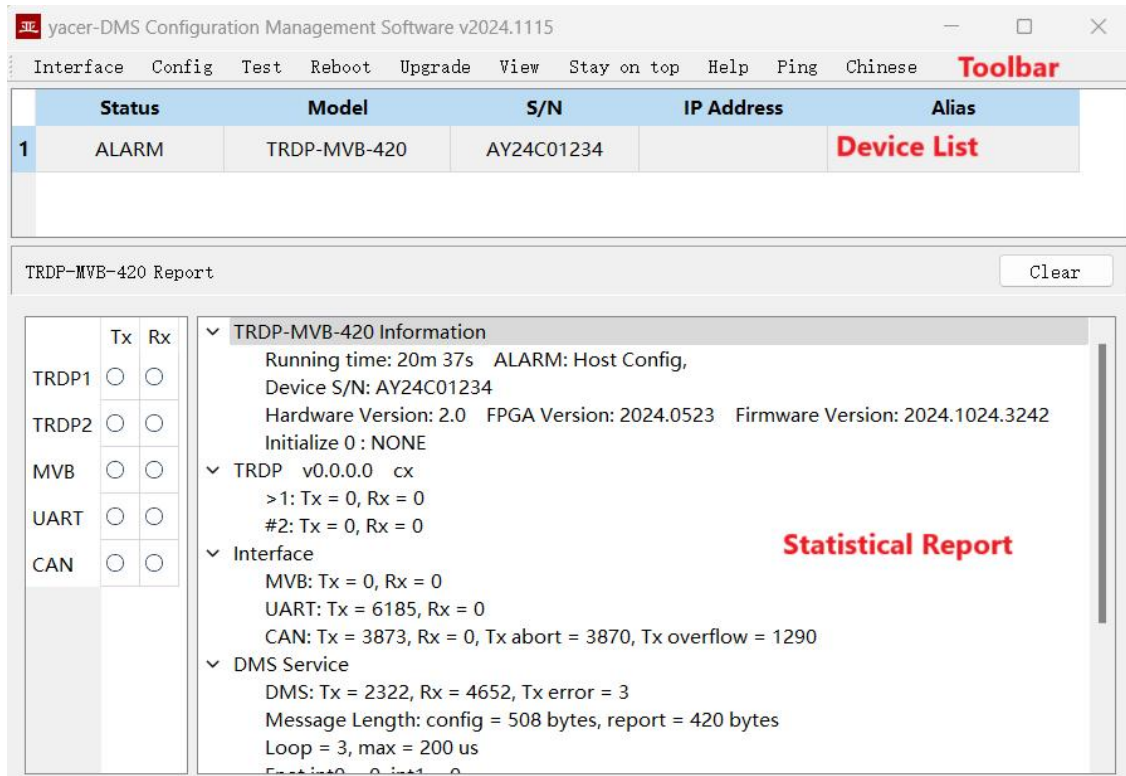 亚 yacer-DMS Configuration Management Software v2024.1115
Interface Config Test Reboot Upgrade View Stay on top Help Ping Chinese Toolbar
Status Model S/N IP Address Alias
1 ALARM TRDP-MVB-420 AY24C01234 Device List
TRDP-MVB-420 Report Clear
Tx Rx
TRDP1
TRDP2
MVB
UART
CAN
TRDP-MVB-420 Information
Running time: 20m 37s ALARM: Host Config,
Device S/N: AY24C01234
Hardware Version: 2.0 FPGA Version: 2024.0523 Firmware Version: 2024.1024.3242
Initialize 0 : NONE
TRDP v0.0.0.0 cx
>1: Tx = 0, Rx = 0
#2: Tx = 0, Rx = 0
Interface
MVB: Tx = 0, Rx = 0
UART: Tx = 6185, Rx = 0
CAN: Tx = 3873, Rx = 0, Tx abort = 3870, Tx overflow = 1290
DMS Service
DMS: Tx = 2322, Rx = 4652, Tx error = 3
Message Length: config = 508 bytes, report = 420 bytes
Loop = 3, max = 200 us
Statistical Report